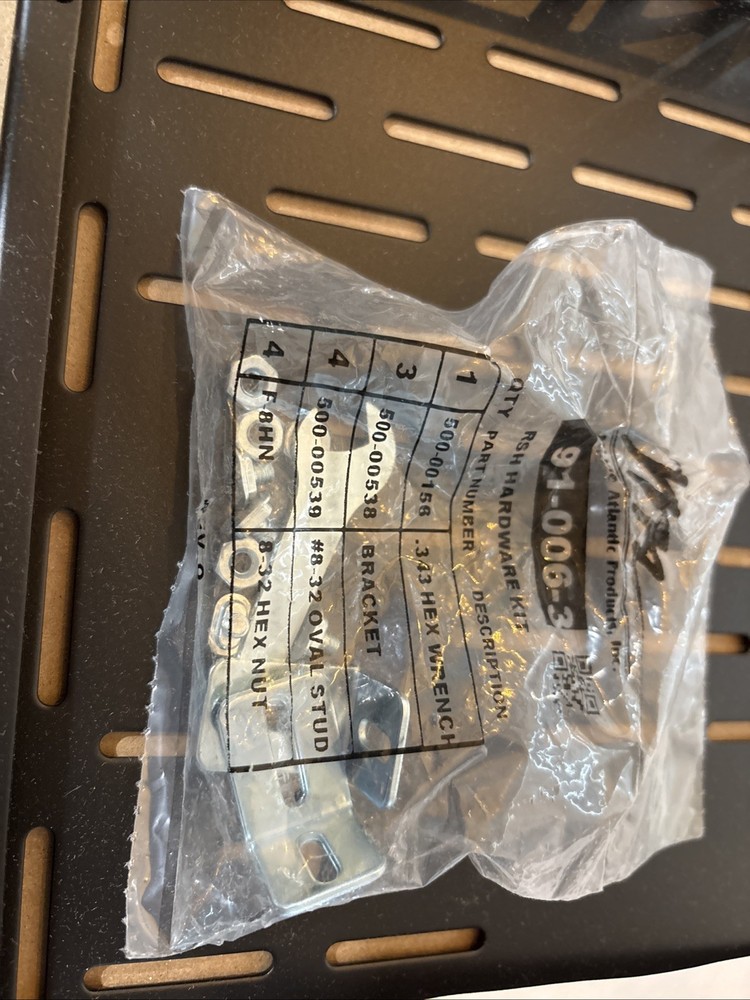 Atlantic Products, Inc.
91-006-3
RSH HARDWARE KIT
QTY PART NUMBER DESCRIPTION
1 500-00156 .343 HEX WRENCH
3 500-00538 BRACKET
4 500-00539 #8-32 OVAL STUD
4 F-8HN 8-32 HEX NUT